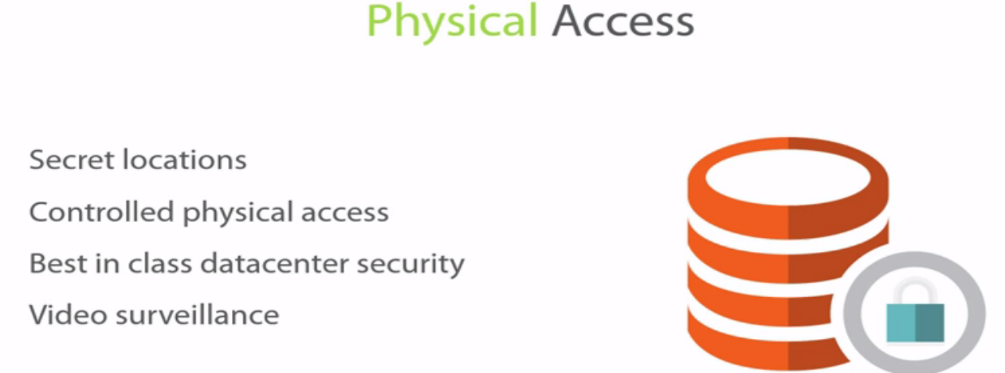 Physical Access
Secret locations
Controlled physical access
Best in class datacenter security
Video surveillance